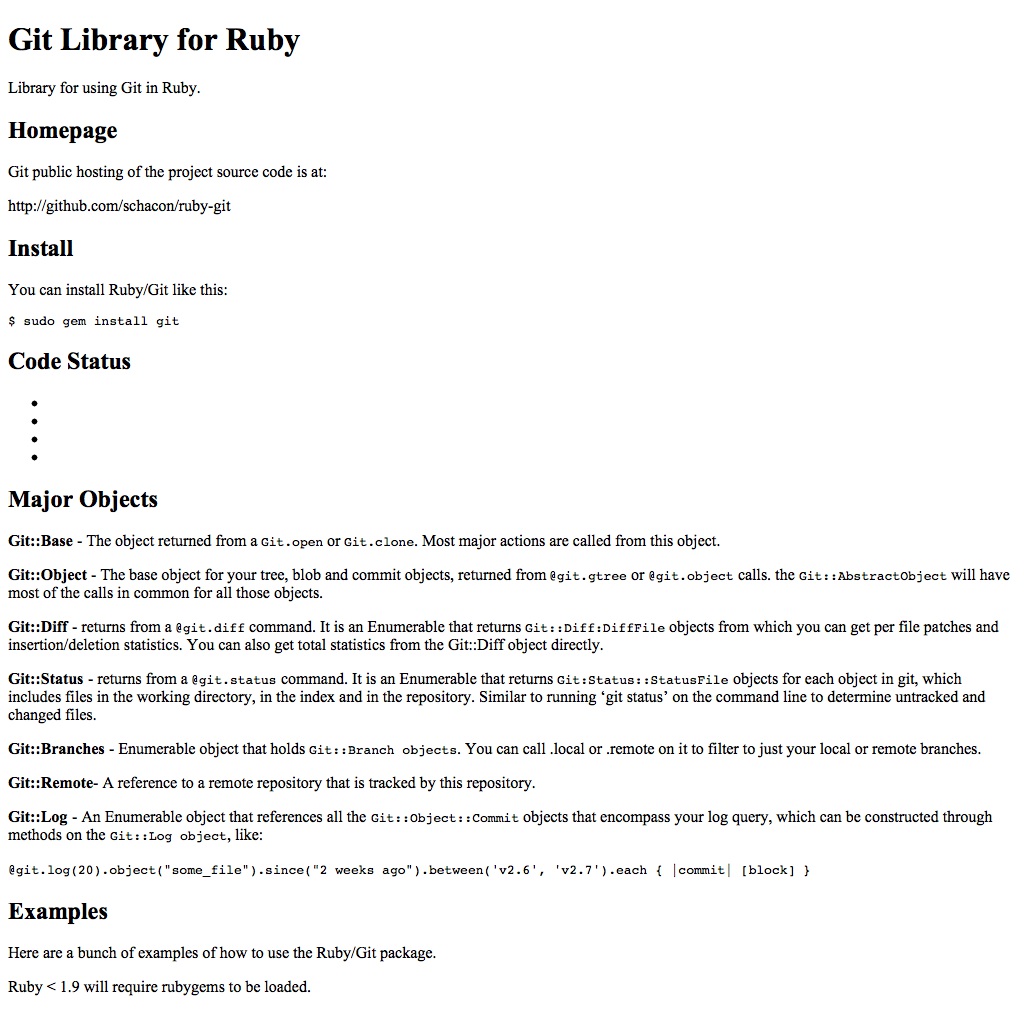 Git Library for Ruby
Library for using Git in Ruby.
Homepage
Git public hosting of the project source code is at:
http://github.com/schacon/ruby-git
Install
You can install Ruby/Git like this:
$ sudo gem install git
Code Status
•
•
•
•
Major Objects
Git::Base - The object returned from a Git.open or Git.clone. Most major actions are called from this object.
Git::Object - The base object for your tree, blob and commit objects, returned from @git.gtree or @git.object calls. the Git::AbstractObject will have
most of the calls in common for all those objects.
Git::Diff - returns from a @git.diff command. It is an Enumerable that returns Git::Diff:DiffFile objects from which you can get per file patches and
insertion/deletion statistics. You can also get total statistics from the Git::Diff object directly.
Git::Status - returns from a @git.status command. It is an Enumerable that returns Git:Status::StatusFile objects for each object in git, which
includes files in the working directory, in the index and in the repository. Similar to running ‘git status’ on the command line to determine untracked and
changed files.
Git::Branches - Enumerable object that holds Git::Branch objects. You can call .local or .remote on it to filter to just your local or remote branches.
Git::Remote- A reference to a remote repository that is tracked by this repository.
Git::Log - An Enumerable object that references all the Git::Object::Commit objects that encompass your log query, which can be constructed through
methods on the Git::Log object, like:
@git.log(20).object("some_file").since("2 weeks ago").between('v2.6', 'v2.7').each { |commit| [block] }
Examples
Here are a bunch of examples of how to use the Ruby/Git package.
Ruby < 1.9 will require rubygems to be loaded.